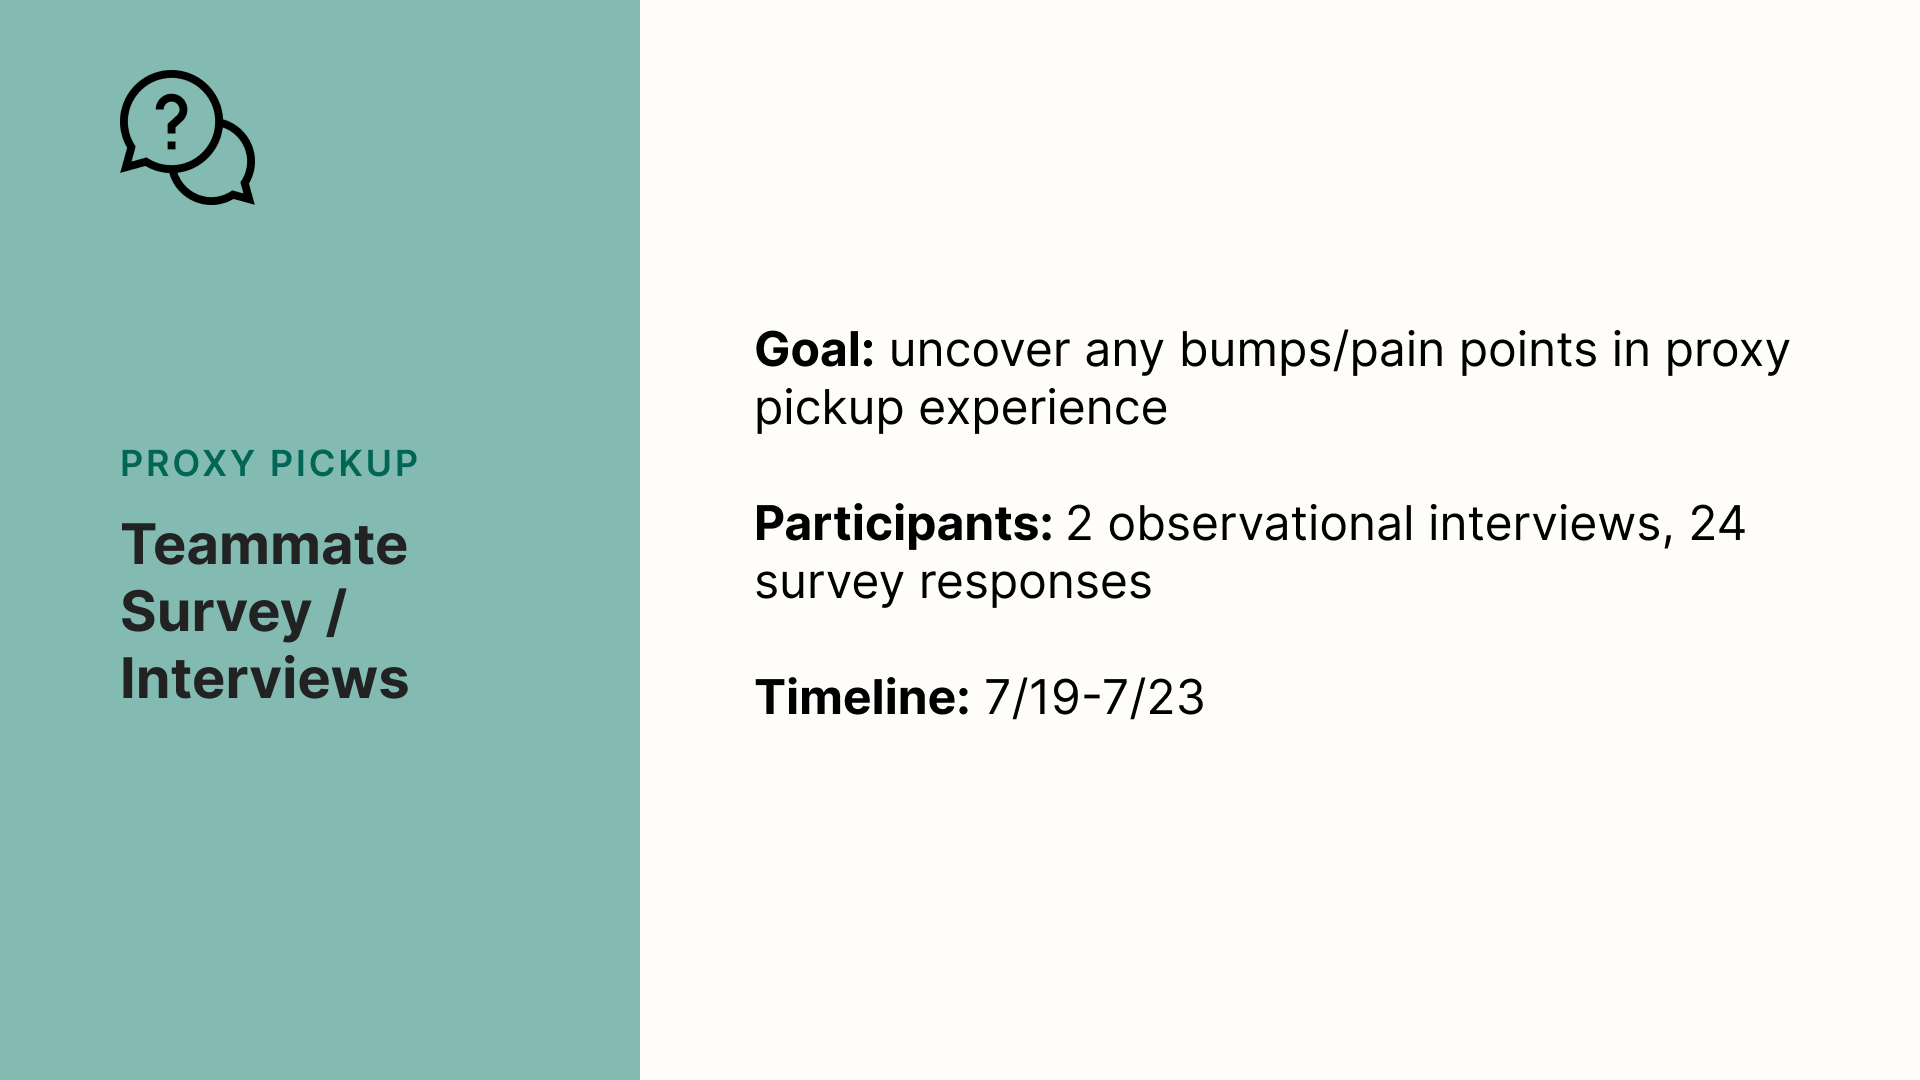 ?
PROXY PICKUP
Teammate
Survey /
Interviews
Goal: uncover any bumps/pain points in proxy
pickup experience
Participants: 2 observational interviews, 24
survey responses
Timeline: 7/19-7/23